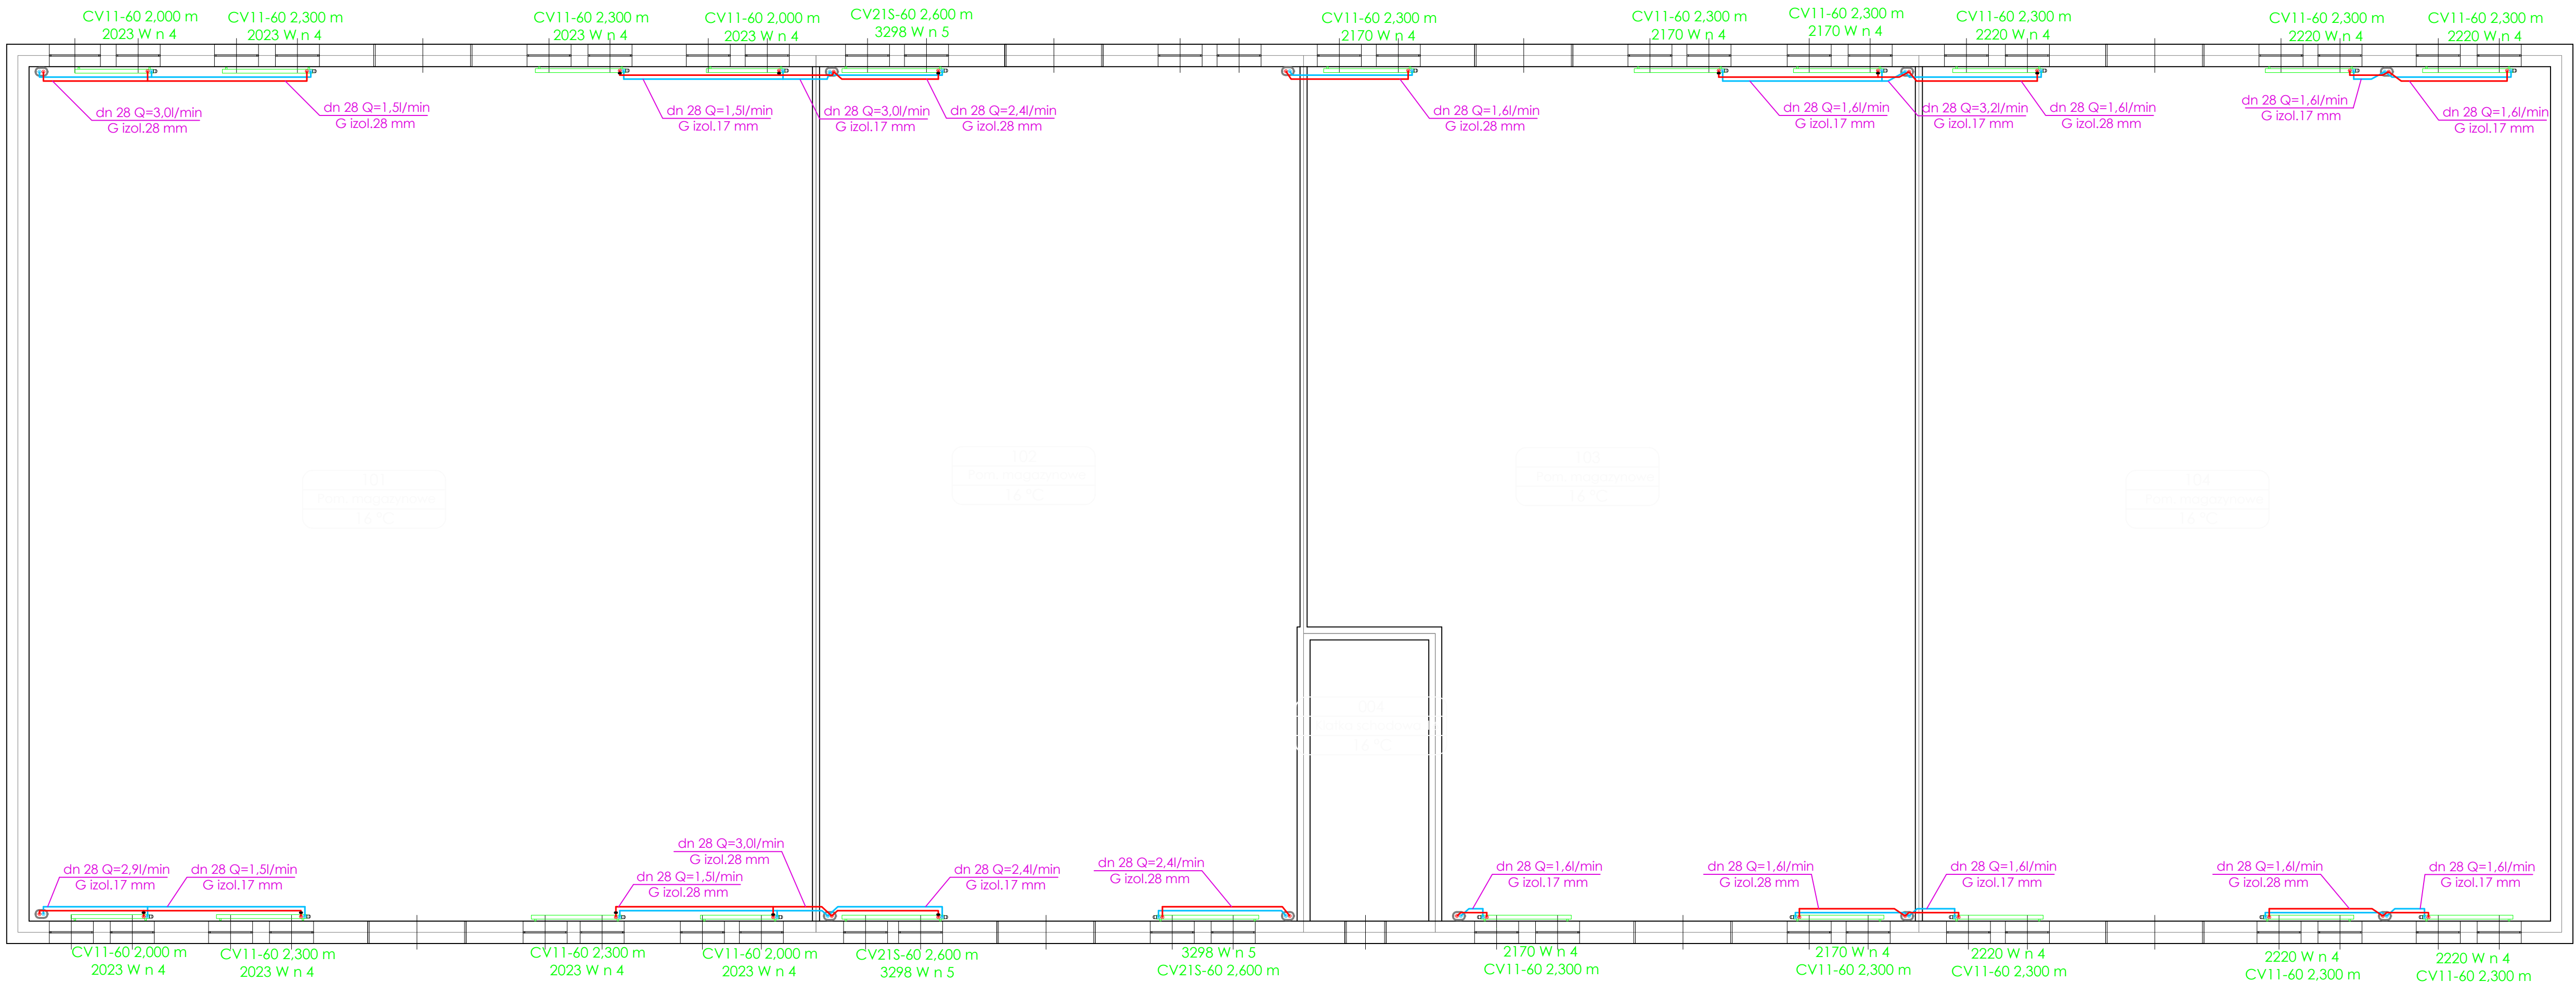 CV11-60 2,000 m
2023 W n 4
CV11-60 2,300 m
2023 W n 4
CV11-60 2,300 m
2023 W n 4
CV11-60 2,000 m
2023 W n 4
CV21S-60 2,600 m
3298 W n 5
CV11-60 2,300 m
2170 W n 4
CV11-60 2,300 m
2170 W n 4
CV11-60 2,300 m
2170 W n 4
CV11-60 2,300 m
2220 W n 4
CV11-60 2,300 m
2220 W n 4
CV11-60 2,300 m
2220 W n 4
dn 28 Q=3,0l/min
G izol.28 mm
dn 28 Q=1,5l/min
G izol.28 mm
dn 28 Q=1,5l/min
G izol.17 mm
dn 28 Q=3,0l/min
G izol.17 mm
dn 28 Q=2,4l/min
G izol.28 mm
dn 28 Q=1,6l/min
G izol.28 mm
dn 28 Q=1,6l/min
G izol.17 mm
dn 28 Q=3,2l/min
G izol.17 mm
dn 28 Q=1,6l/min
G izol.28 mm
dn 28 Q=1,6l/min
G izol.17 mm
dn 28 Q=1,6l/min
G izol.17 mm
dn 28 Q=2,9l/min
G izol.17 mm
dn 28 Q=1,5l/min
G izol.17 mm
dn 28 Q=3,0l/min
G izol.28 mm
dn 28 Q=1,5l/min
G izol.28 mm
dn 28 Q=2,4l/min
G izol.17 mm
dn 28 Q=2,4l/min
G izol.28 mm
dn 28 Q=1,6l/min
G izol.17 mm
dn 28 Q=1,6l/min
G izol.28 mm
dn 28 Q=1,6l/min
G izol.17 mm
dn 28 Q=1,6l/min
G izol.28 mm
dn 28 Q=1,6l/min
G izol.17 mm
CV11-60 2,000 m
2023 W n 4
CV11-60 2,300 m
2023 W n 4
CV11-60 2,300 m
2023 W n 4
CV11-60 2,000 m
2023 W n 4
CV21S-60 2,600 m
3298 W n 5
3298 W n 5
CV21S-60 2,600 m
2170 W n 4
CV11-60 2,300 m
2170 W n 4
CV11-60 2,300 m
2220 W n 4
CV11-60 2,300 m
2220 W n 4
CV11-60 2,300 m
2220 W n 4
CV11-60 2,300 m